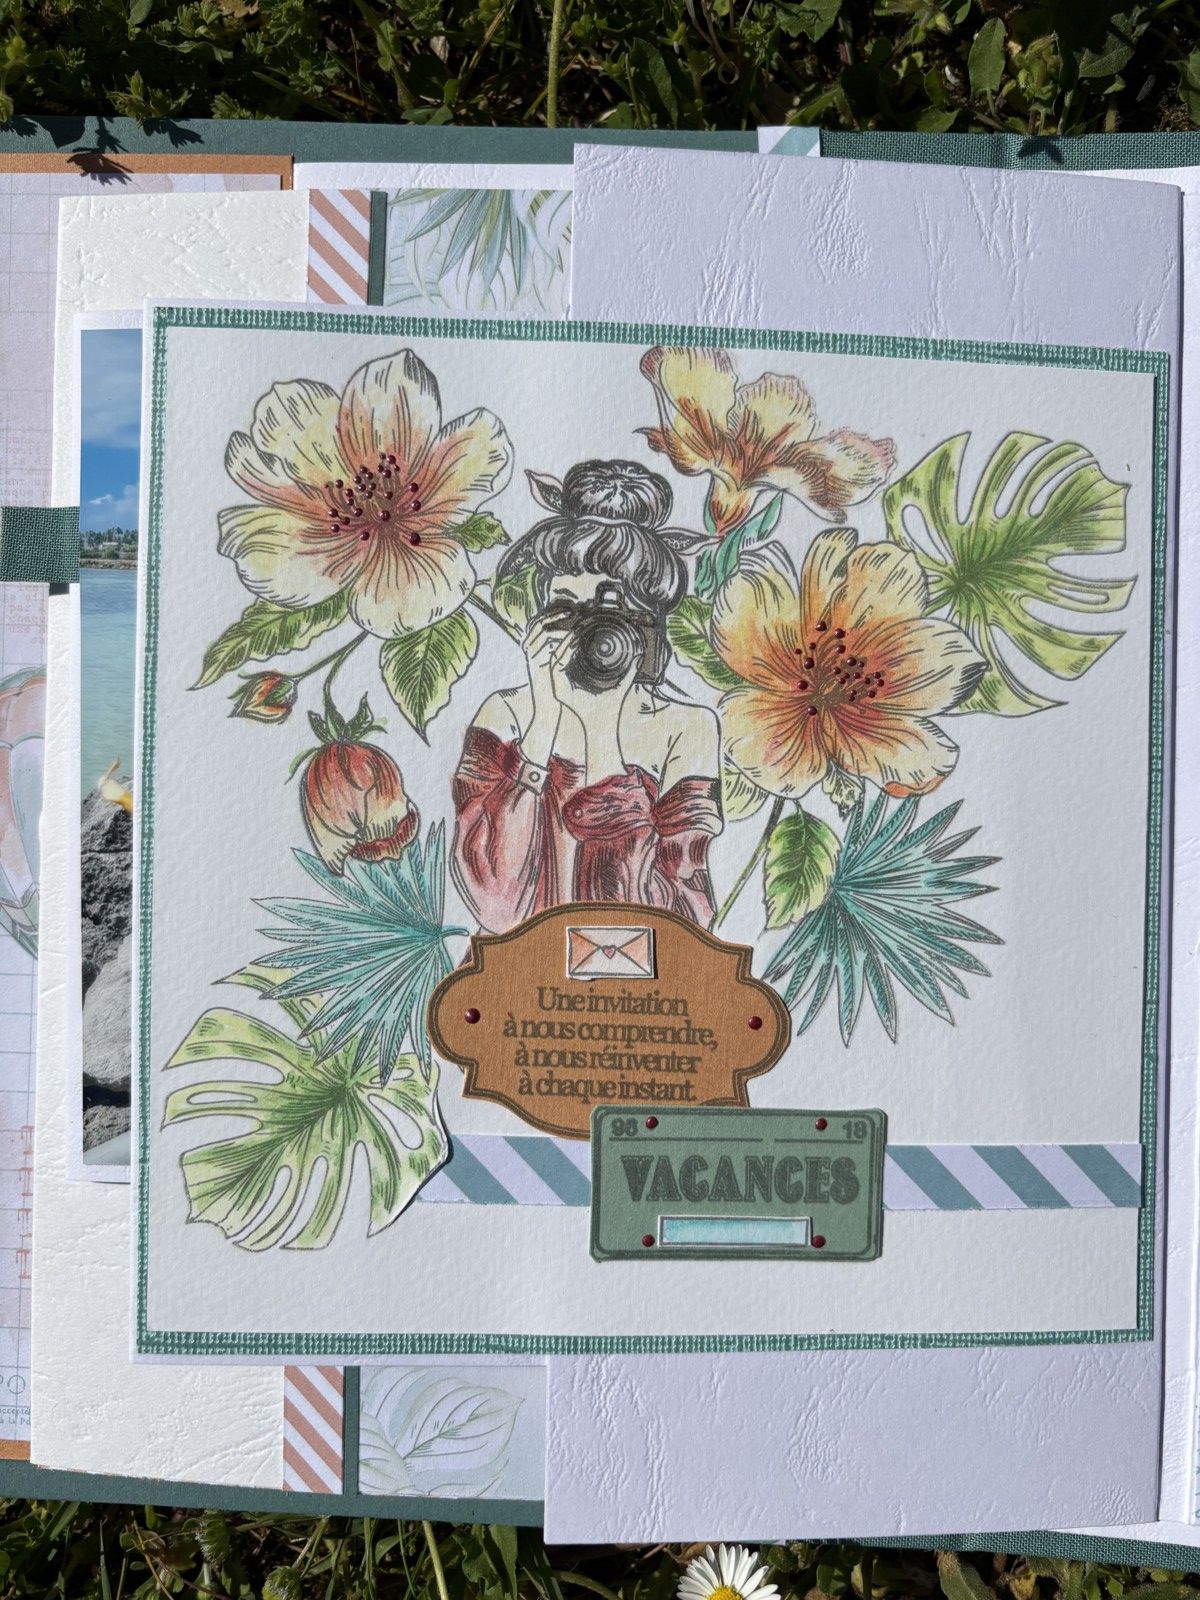 Une invitation
à nous comprendre,
à nous réinventer
à chaque instant.
98 18
VACANCES